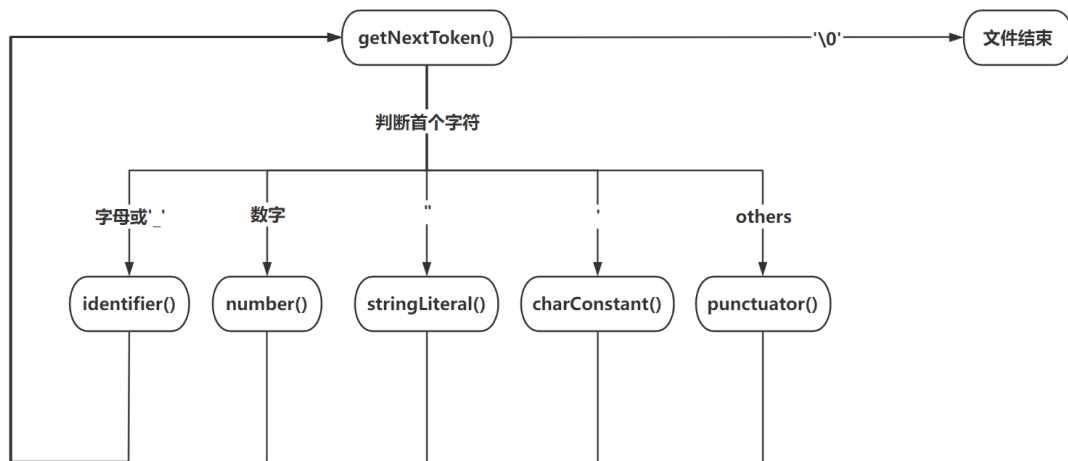 getNextToken()
'\0'
文件结束
判断首个字符
字母或'_'
数字
"
'
others
identifier()
number()
stringLiteral()
charConstant()
punctuator()